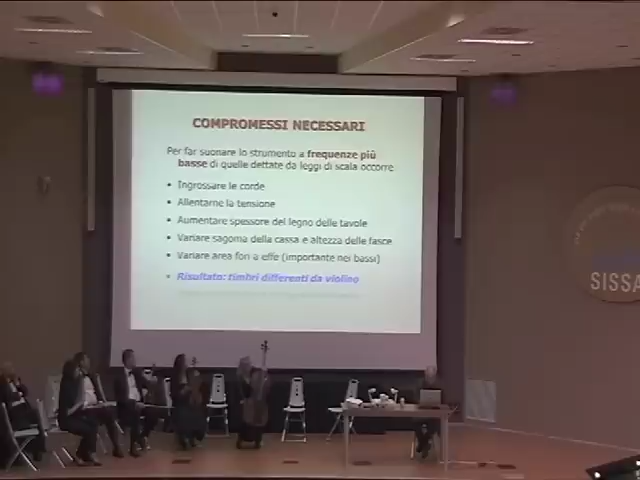 COMPROMESSI NECESSARI
Per far suonare lo strumento a frequenze più
basse di quelle dettate da leggi di scala occorre
• Ingrossare le corde
• Allentarne la tensione
• Aumentare spessore del legno delle tavole
• Variare sagoma della cassa e altezza delle fasce
• Variare area fori a effe (importante nei bassi)
• Risultato: timbri differenti da violino
SISSA